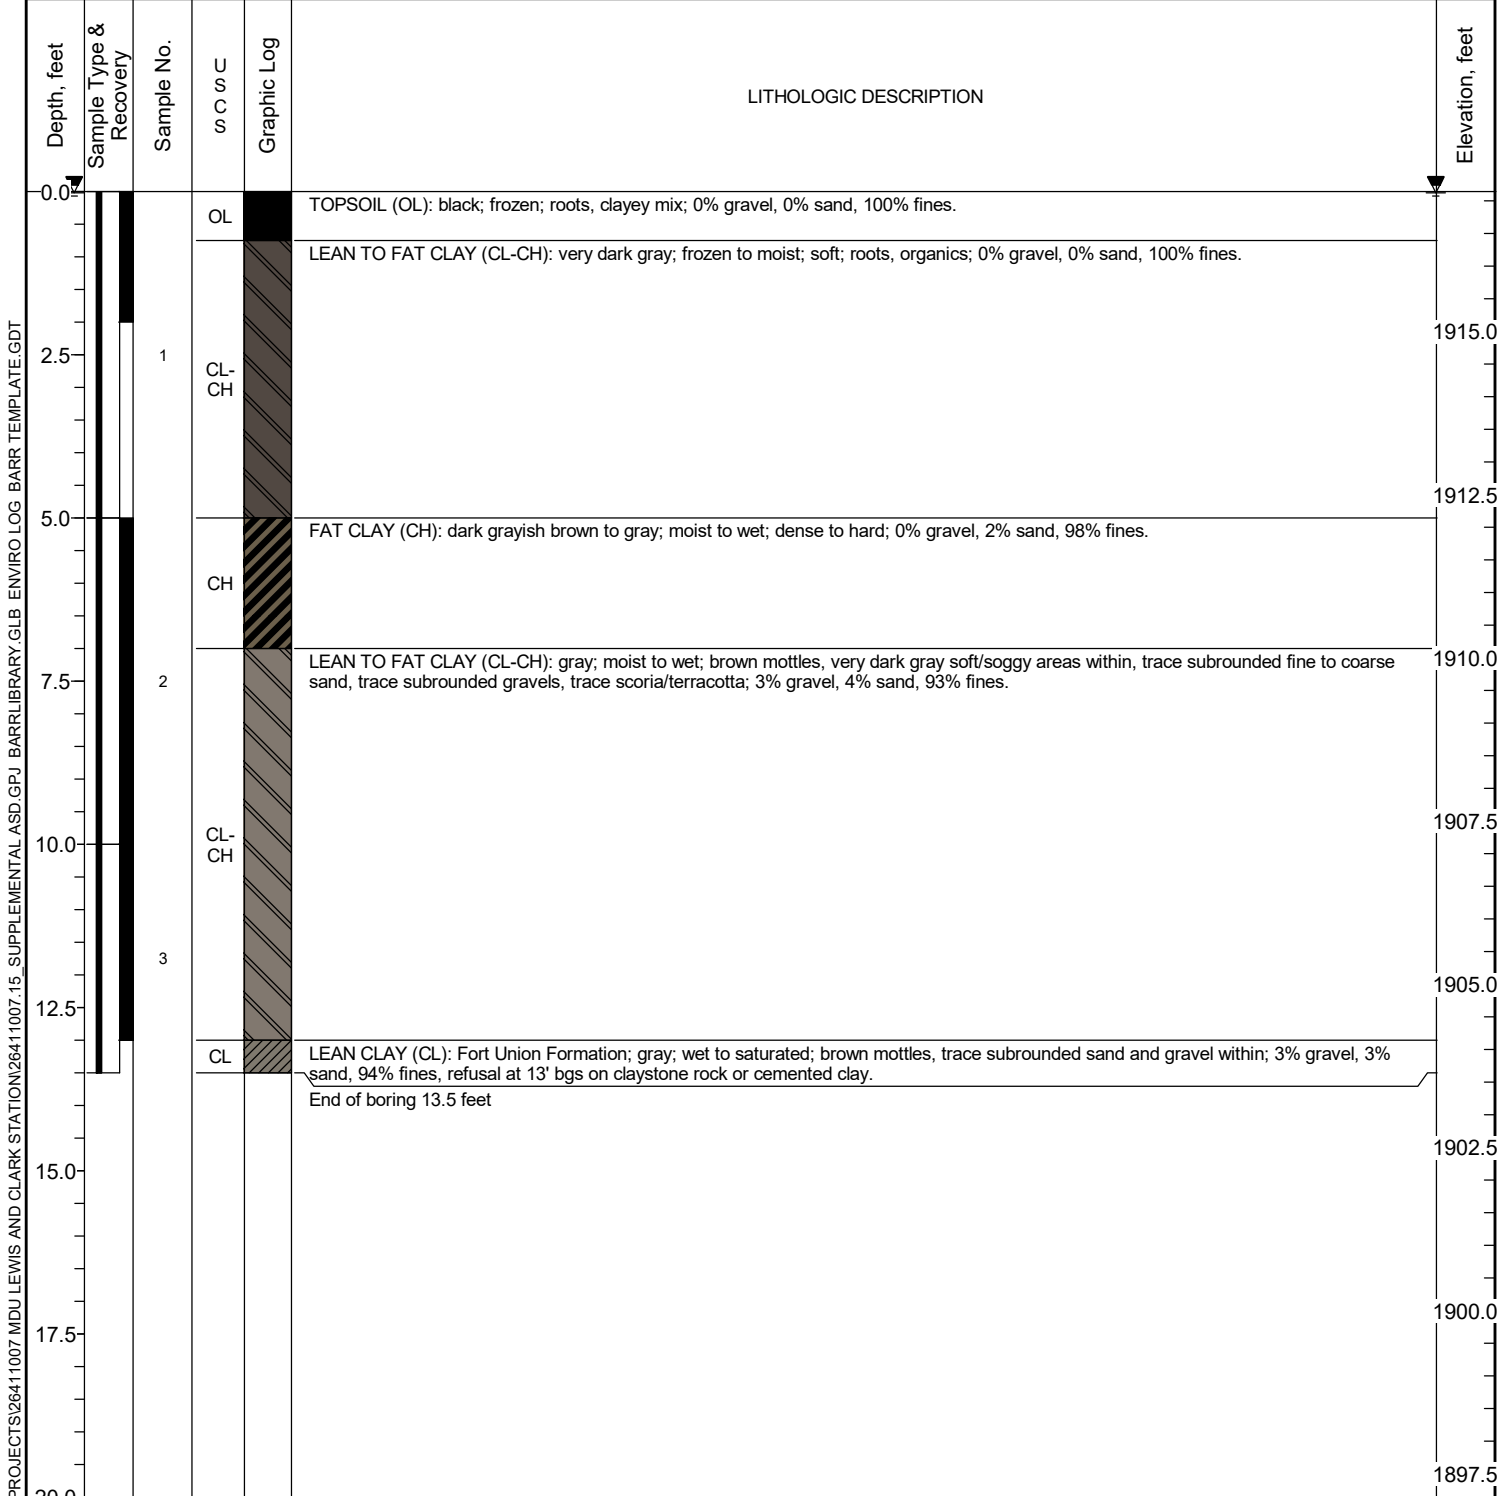 Depth, feet
Sample Type &
Recovery
Sample No.
U
S
C
S
Graphic Log
LITHOLOGIC DESCRIPTION
Elevation, feet
0.0
OL
TOPSOIL (OL): black; frozen; roots, clayey mix; 0% gravel, 0% sand, 100% fines.
LEAN TO FAT CLAY (CL-CH): very dark gray; frozen to moist; soft; roots, organics; 0% gravel, 0% sand, 100% fines.
1915.0
2.5
1
CL-
CH
1912.5
5.0
FAT CLAY (CH): dark grayish brown to gray; moist to wet; dense to hard; 0% gravel, 2% sand, 98% fines.
CH
1910.0
LEAN TO FAT CLAY (CL-CH): gray; moist to wet; brown mottles, very dark gray soft/soggy areas within, trace subrounded fine to coarse
sand, trace subrounded gravels, trace scoria/terracotta; 3% gravel, 4% sand, 93% fines.
7.5
2
1907.5
CL-
CH
10.0
3
1905.0
12.5
CL
LEAN CLAY (CL): Fort Union Formation; gray; wet to saturated; brown mottles, trace subrounded sand and gravel within; 3% gravel, 3%
sand, 94% fines, refusal at 13' bgs on claystone rock or cemented clay.
End of boring 13.5 feet
1902.5
15.0
1900.0
17.5
1897.5
20.0
PROJECTS\26411007 MDU LEWIS AND CLARK STATION\26411007.15_SUPPLEMENTAL ASD.GPJ BARRLIBRARY.GLB ENVIRO LOG BARR TEMPLATE.GDT